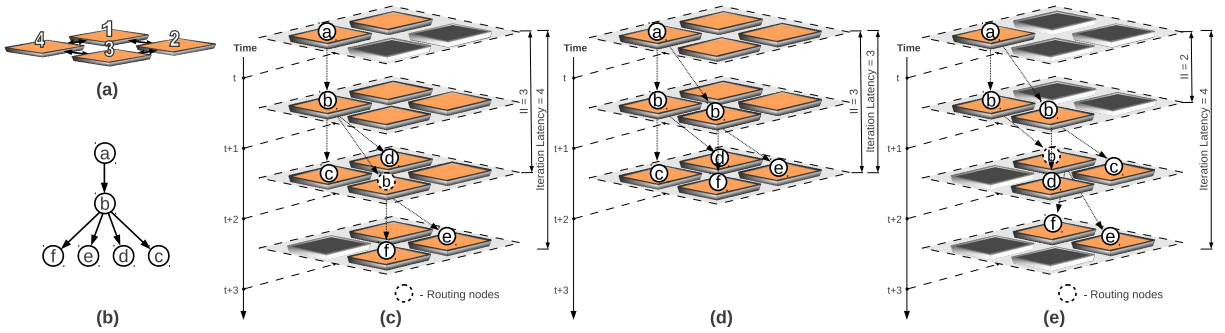 1
4
3
2
(a)
a
b
f e d c
(b)
Time
t
t+1
t+2
t+3
a
b
d
c
b
e
f
II = 3
Iteration Latency = 4
- Routing nodes
(c)
Time
t
t+1
t+2
t+3
a
b
b
d
c
e
f
II = 3
Iteration Latency = 3
(d)
Time
t
t+1
t+2
t+3
a
b
b
b
c
d
f
e
II = 2
Iteration Latency = 4
- Routing nodes
(e)